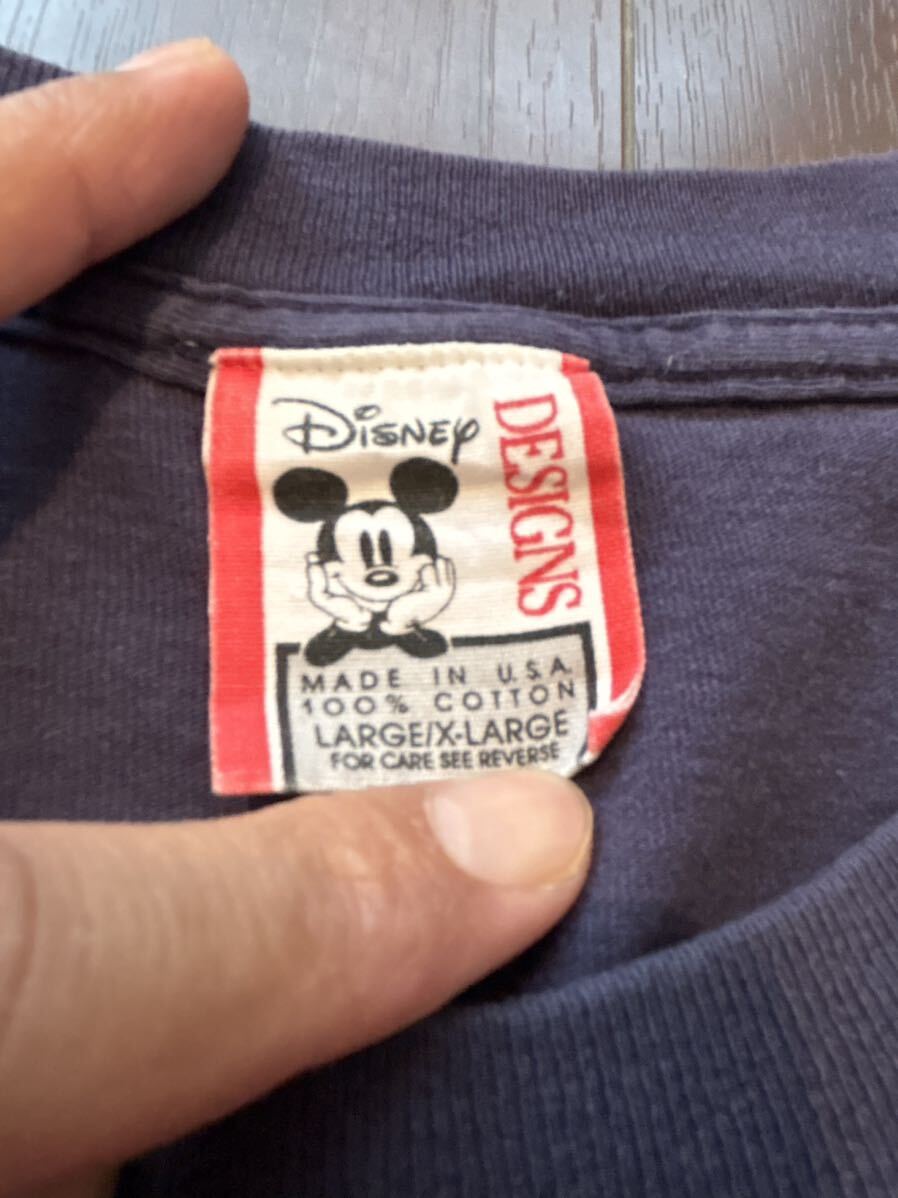 Disney
DESIGNS
MADE IN U.S.A.
100% COTTON
LARGE/X-LARGE
FOR CARE SEE REVERSE